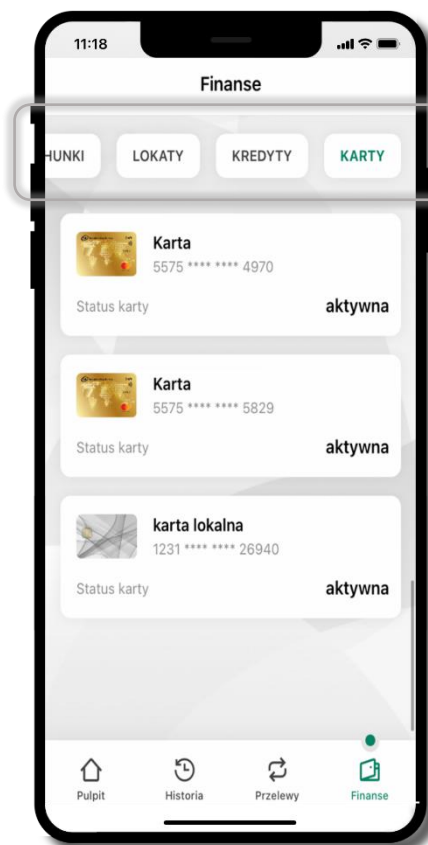 11:18
Finanse
HUNKI LOKATY KREDYTY KARTY
Karta
5575 **** **** 4970
Status karty aktywna
Karta
5575 **** **** 5829
Status karty aktywna
karta lokalna
1231 **** **** 26940
Status karty aktywna
Pulpit Historia Przelewy Finanse